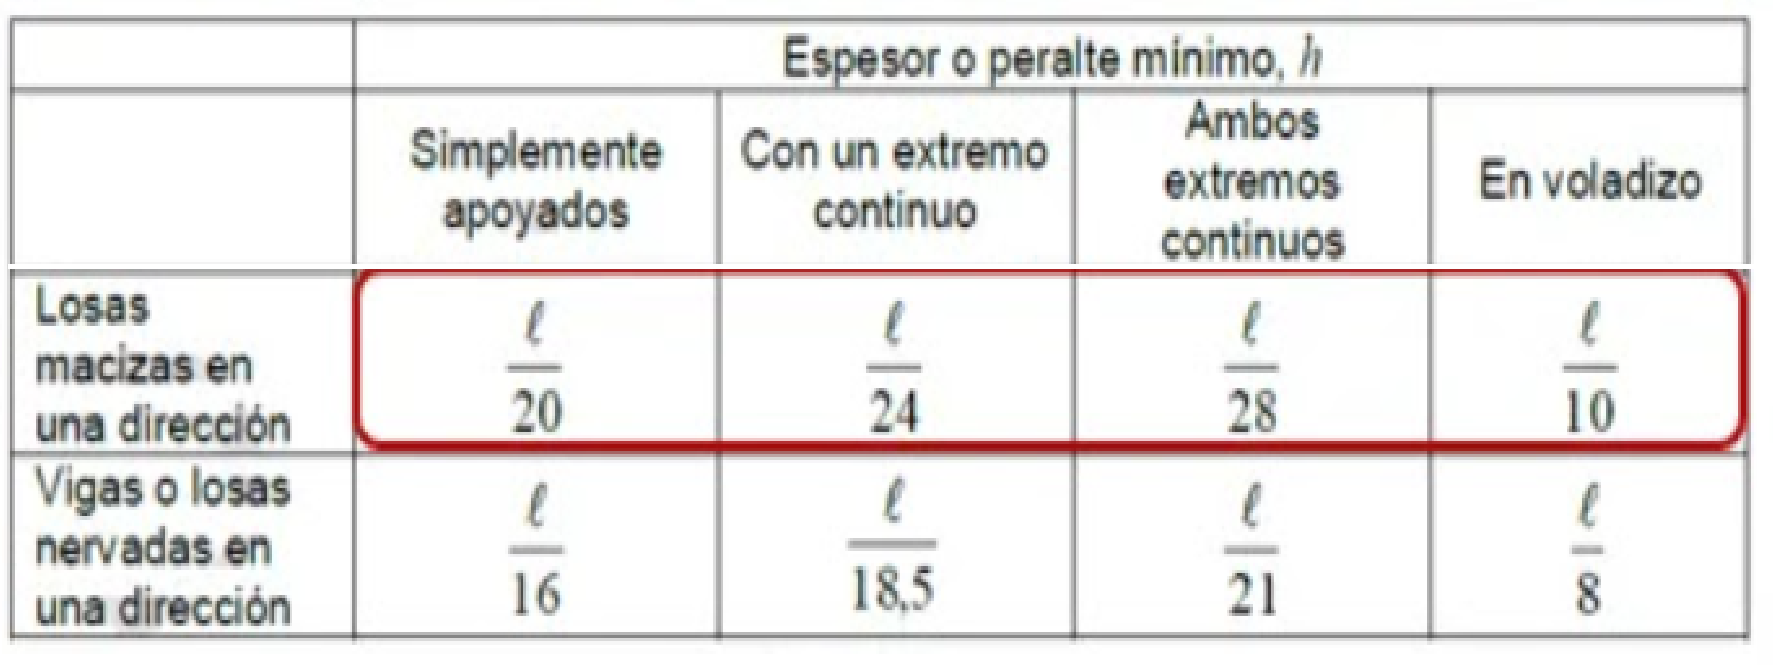 Espesor o peralte mínimo, h
Simplemente
apoyados
Con un extremo
continuo
Ambos
extremos
continuos
En voladizo
Losas
macizas en
una dirección
ℓ
20
ℓ
24
ℓ
28
ℓ
10
Vigas o losas
nervadas en
una dirección
ℓ
16
ℓ
18,5
ℓ
21
ℓ
8